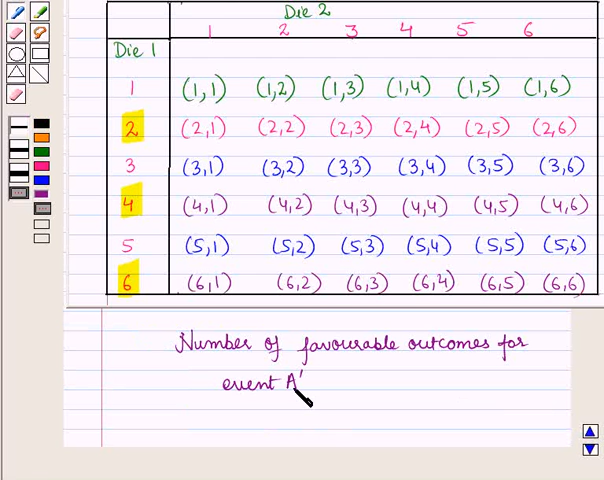 Die 2
1 2 3 4 5 6
Die 1
1 (1,1) (1,2) (1,3) (1,4) (1,5) (1,6)
2 (2,1) (2,2) (2,3) (2,4) (2,5) (2,6)
3 (3,1) (3,2) (3,3) (3,4) (3,5) (3,6)
4 (4,1) (4,2) (4,3) (4,4) (4,5) (4,6)
5 (5,1) (5,2) (5,3) (5,4) (5,5) (5,6)
6 (6,1) (6,2) (6,3) (6,4) (6,5) (6,6)
Number of favourable outcomes for
event A'